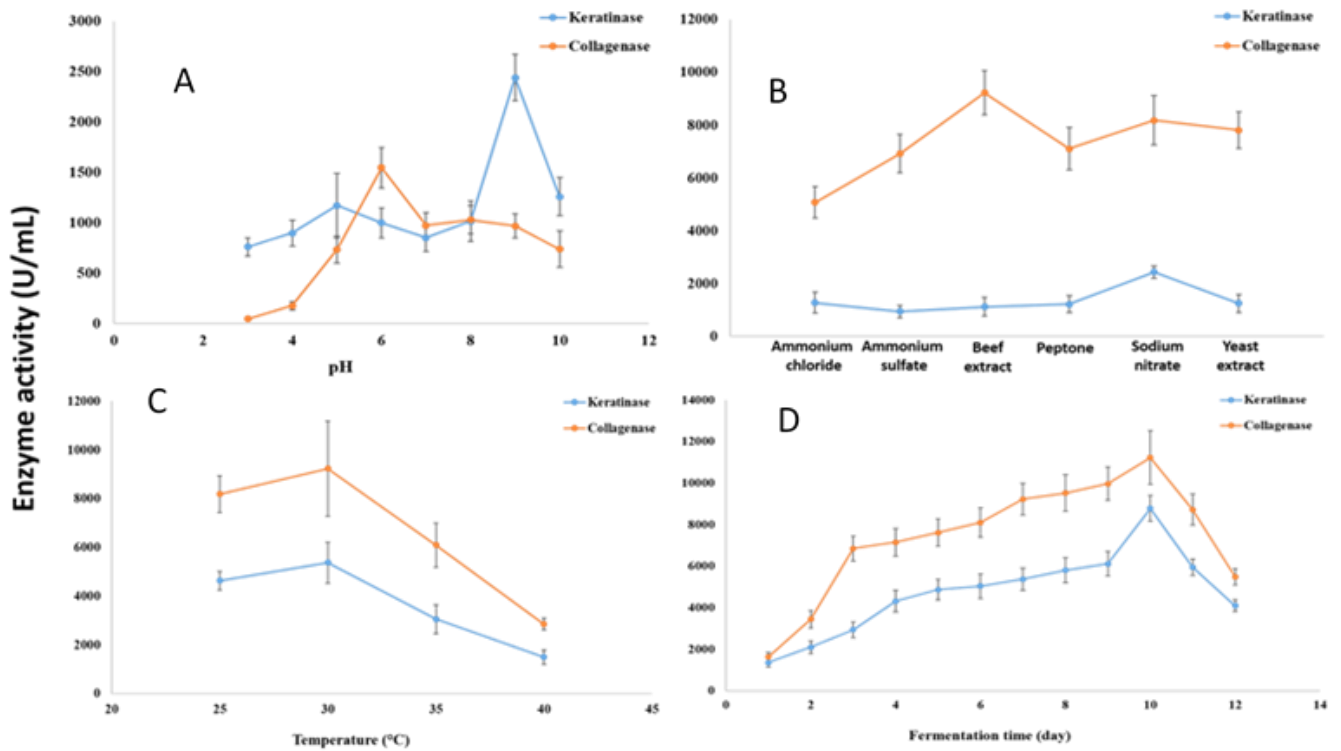 Enzyme activity (U/mL)
A
Keratinase
Collagenase
3000
2500
2000
1500
1000
500
0
0
2
4
6
8
10
12
pH
B
Keratinase
Collagenase
12000
10000
8000
6000
4000
2000
0
Ammonium
chloride
Ammonium
sulfate
Beef
extract
Peptone
Sodium
nitrate
Yeast
extract
C
Keratinase
Collagenase
12000
10000
8000
6000
4000
2000
0
20
25
30
35
40
45
Temperature (°C)
D
Keratinase
Collagenase
14000
12000
10000
8000
6000
4000
2000
0
0
2
4
6
8
10
12
14
Fermentation time (day)